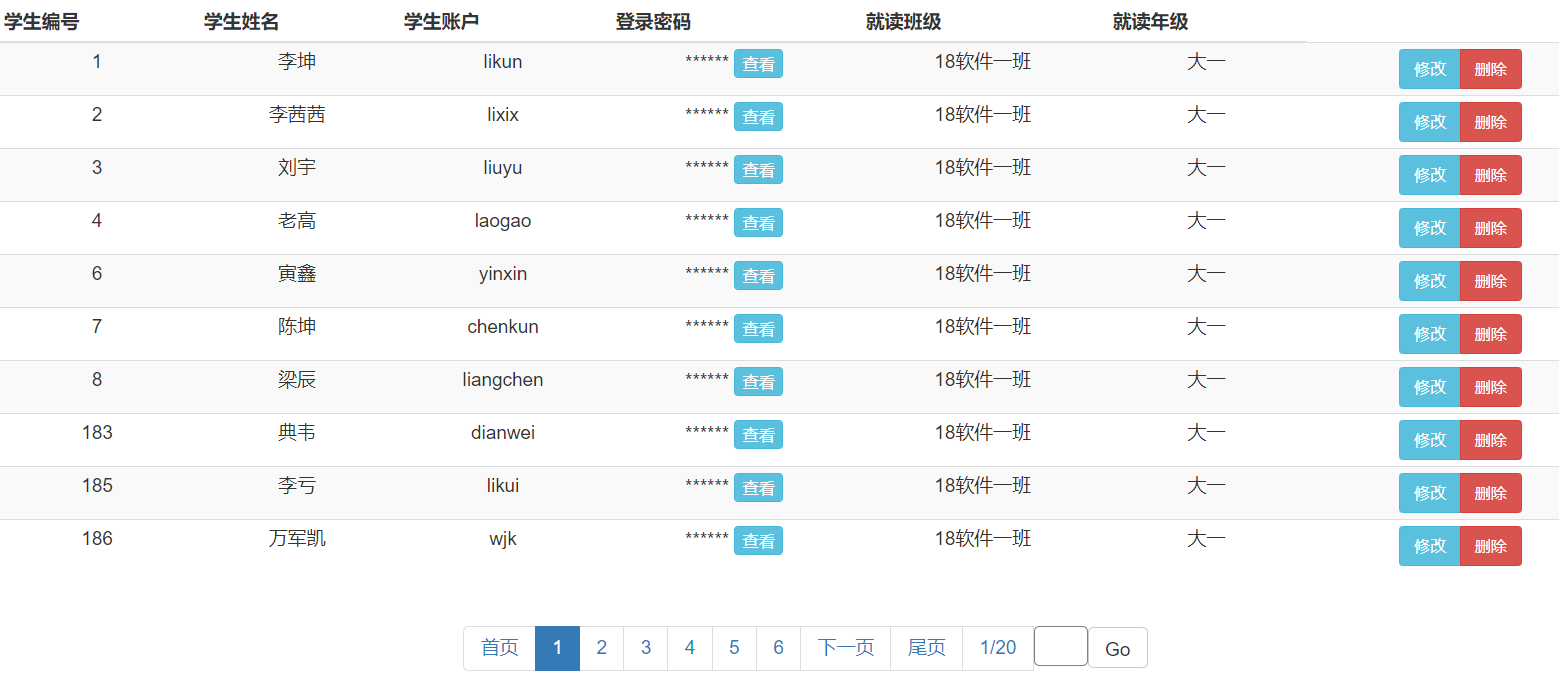 学生编号 学生姓名 学生账户 登录密码 就读班级 就读年级
1 李坤 likun ****** 查看 18软件一班 大一 修改 删除
2 李茜茜 lixix ****** 查看 18软件一班 大一 修改 删除
3 刘宇 liuyu ****** 查看 18软件一班 大一 修改 删除
4 老高 laogao ****** 查看 18软件一班 大一 修改 删除
6 寅鑫 yinxin ****** 查看 18软件一班 大一 修改 删除
7 陈坤 chenkun ****** 查看 18软件一班 大一 修改 删除
8 梁辰 liangchen ****** 查看 18软件一班 大一 修改 删除
183 典韦 dianwei ****** 查看 18软件一班 大一 修改 删除
185 李亏 likui ****** 查看 18软件一班 大一 修改 删除
186 万军凯 wjk ****** 查看 18软件一班 大一 修改 删除
首页 1 2 3 4 5 6 下一页 尾页 1/20 Go